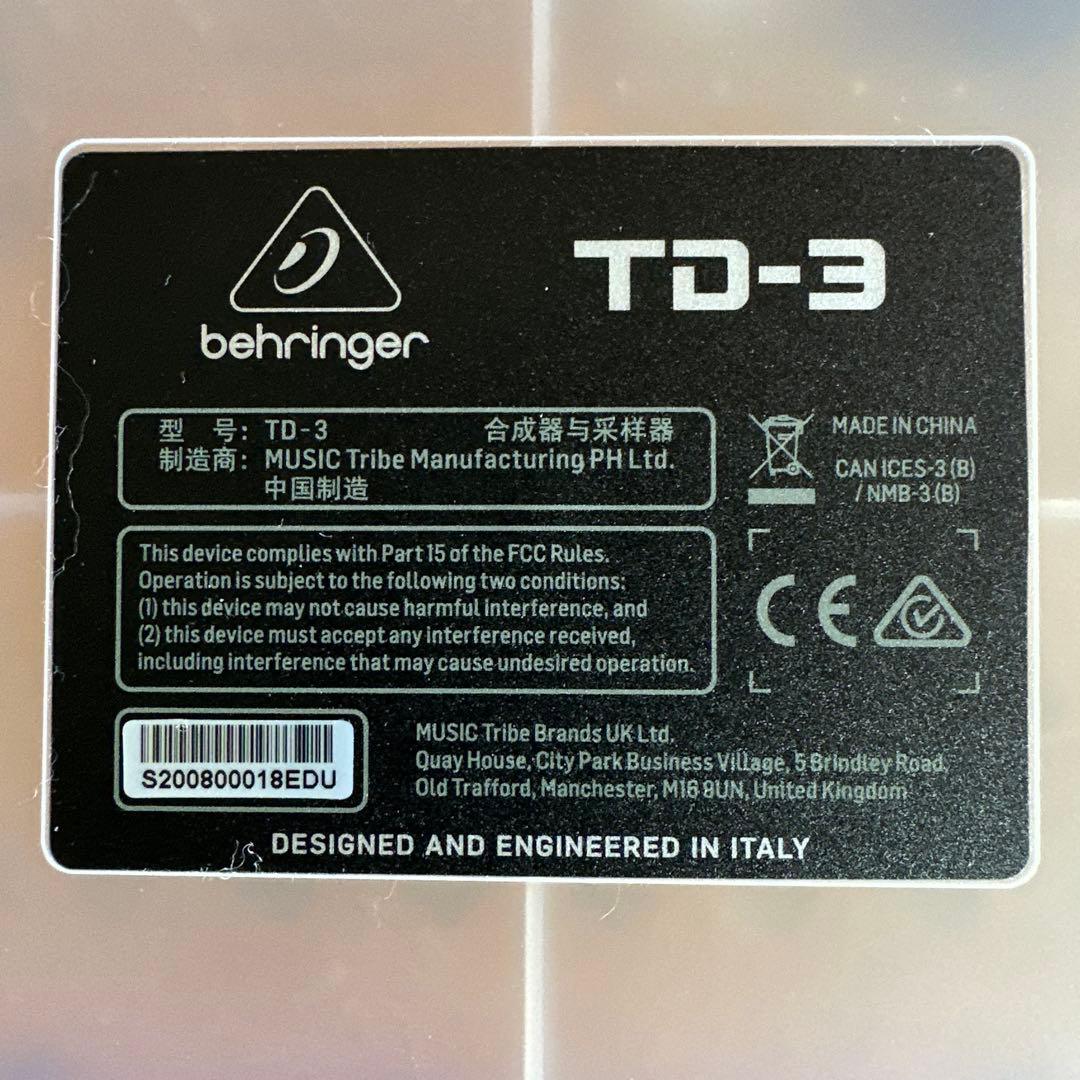 behringer
TD-3
型 号: TD-3 合成器与采样器
制造商: MUSIC Tribe Manufacturing PH Ltd.
中国制造
MADE IN CHINA
CAN ICES-3 (B)
/ NMB-3 (B)
This device complies with Part 15 of the FCC Rules.
Operation is subject to the following two conditions:
(1) this device may not cause harmful interference, and
(2) this device must accept any interference received,
including interference that may cause undesired operation.
CE
S200800018EDU
MUSIC Tribe Brands UK Ltd.
Quay House, City Park Business Village, 5 Brindley Road,
Old Trafford, Manchester, M16 9UN, United Kingdom
DESIGNED AND ENGINEERED IN ITALY